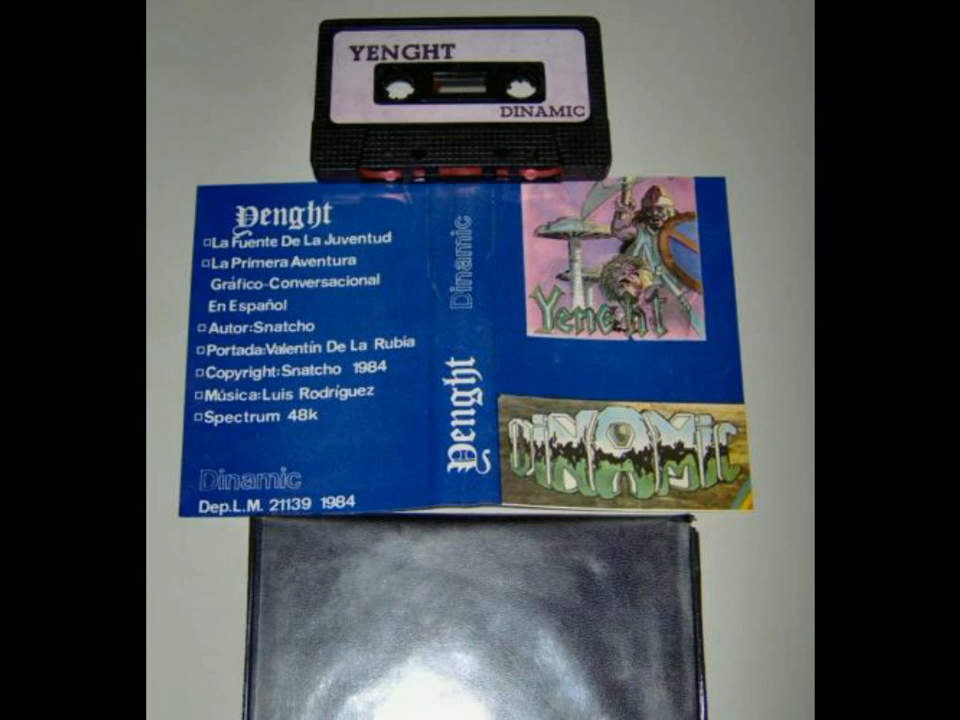 YENGHT
DINAMIC
Yenght
La Fuente De La Juventud
La Primera Aventura
Gráfico-Conversacional
En Español
Autor:Snatcho
Portada:Valentín De La Rubia
Copyright:Snatcho 1984
Música:Luis Rodríguez
Spectrum 48k
Dinamic
Dep.L.M. 21139 1984
Yenght
Dinamic
Yenght
DiNAMiC